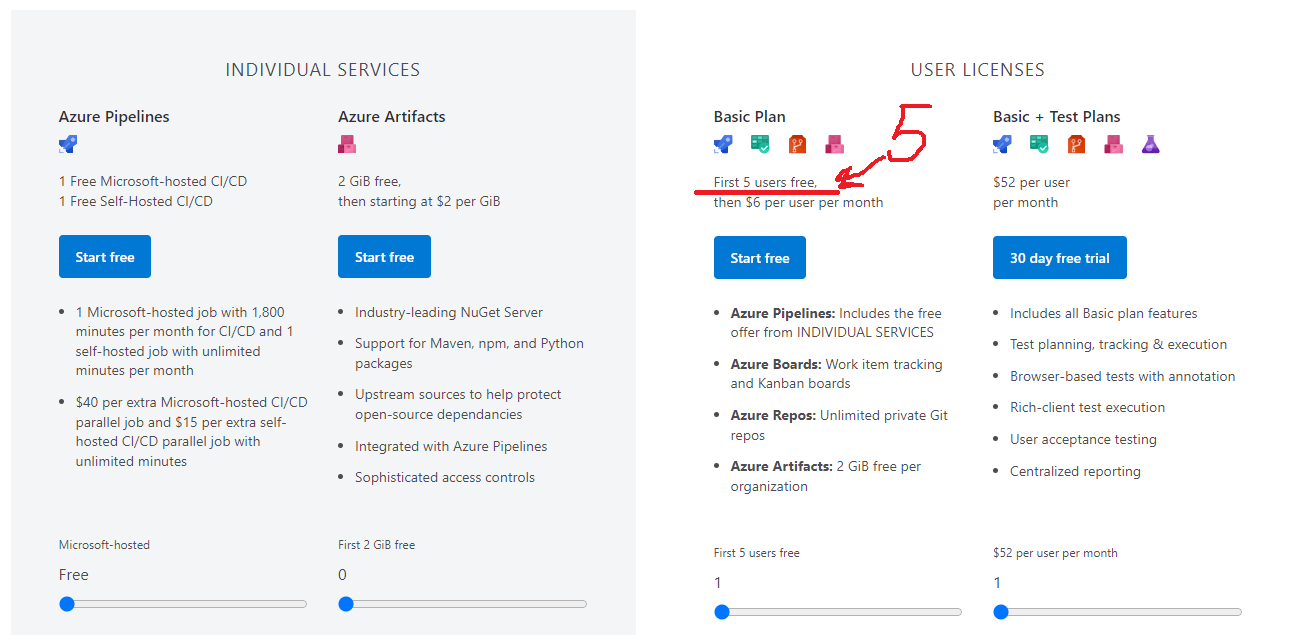 INDIVIDUAL SERVICES
Azure Pipelines
1 Free Microsoft-hosted CI/CD
1 Free Self-Hosted CI/CD
Start free
1 Microsoft-hosted job with 1,800
minutes per month for CI/CD and 1
self-hosted job with unlimited
minutes per month
$40 per extra Microsoft-hosted CI/CD
parallel job and $15 per extra self-
hosted CI/CD parallel job with
unlimited minutes
Microsoft-hosted
Free
Azure Artifacts
2 GiB free,
then starting at $2 per GiB
Start free
Industry-leading NuGet Server
Support for Maven, npm, and Python
packages
Upstream sources to help protect
open-source dependancies
Integrated with Azure Pipelines
Sophisticated access controls
First 2 GiB free
0
USER LICENSES
Basic Plan
5
First 5 users free,
then $6 per user per month
Start free
Azure Pipelines: Includes the free
offer from INDIVIDUAL SERVICES
Azure Boards: Work item tracking
and Kanban boards
Azure Repos: Unlimited private Git
repos
Azure Artifacts: 2 GiB free per
organization
First 5 users free
1
Basic + Test Plans
$52 per user
per month
30 day free trial
Includes all Basic plan features
Test planning, tracking & execution
Browser-based tests with annotation
Rich-client test execution
User acceptance testing
Centralized reporting
$52 per user per month
1